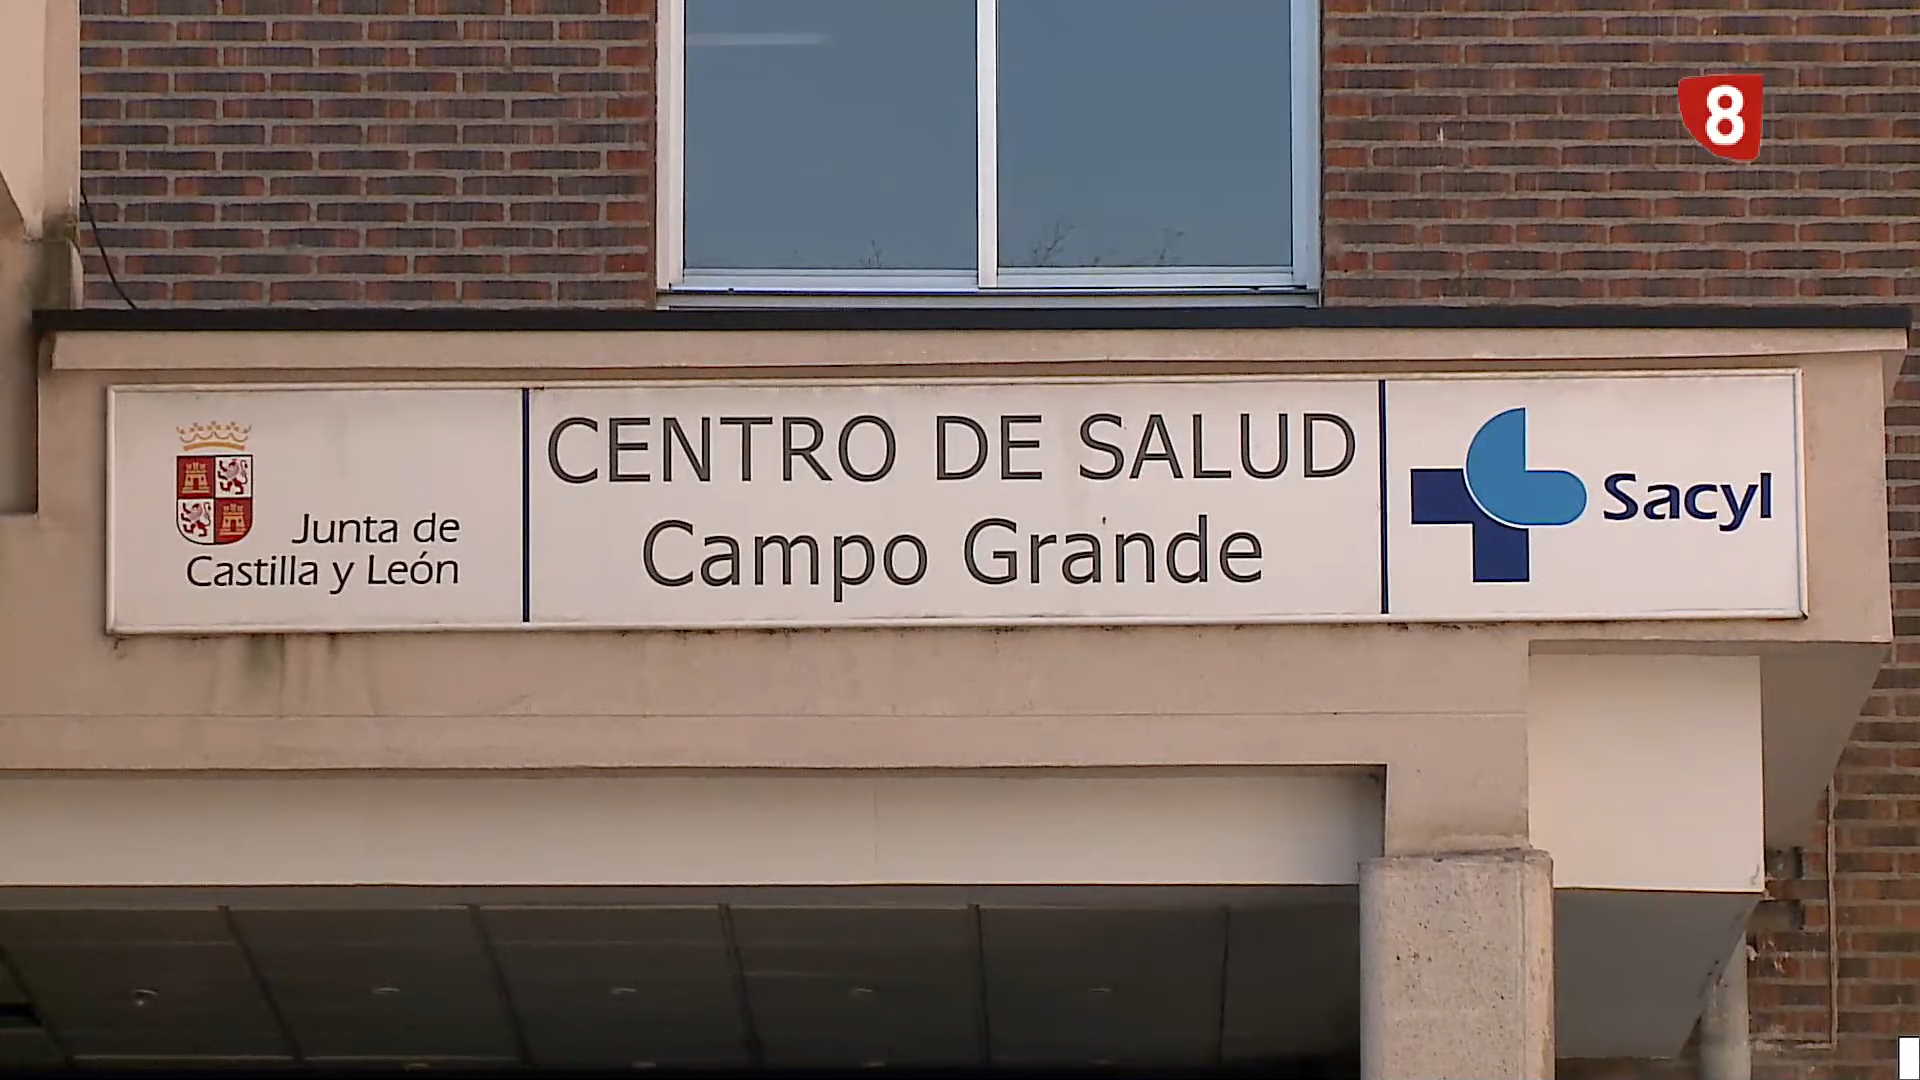 8
CENTRO DE SALUD
Campo Grande
Junta de
Castilla y León
Sacyl